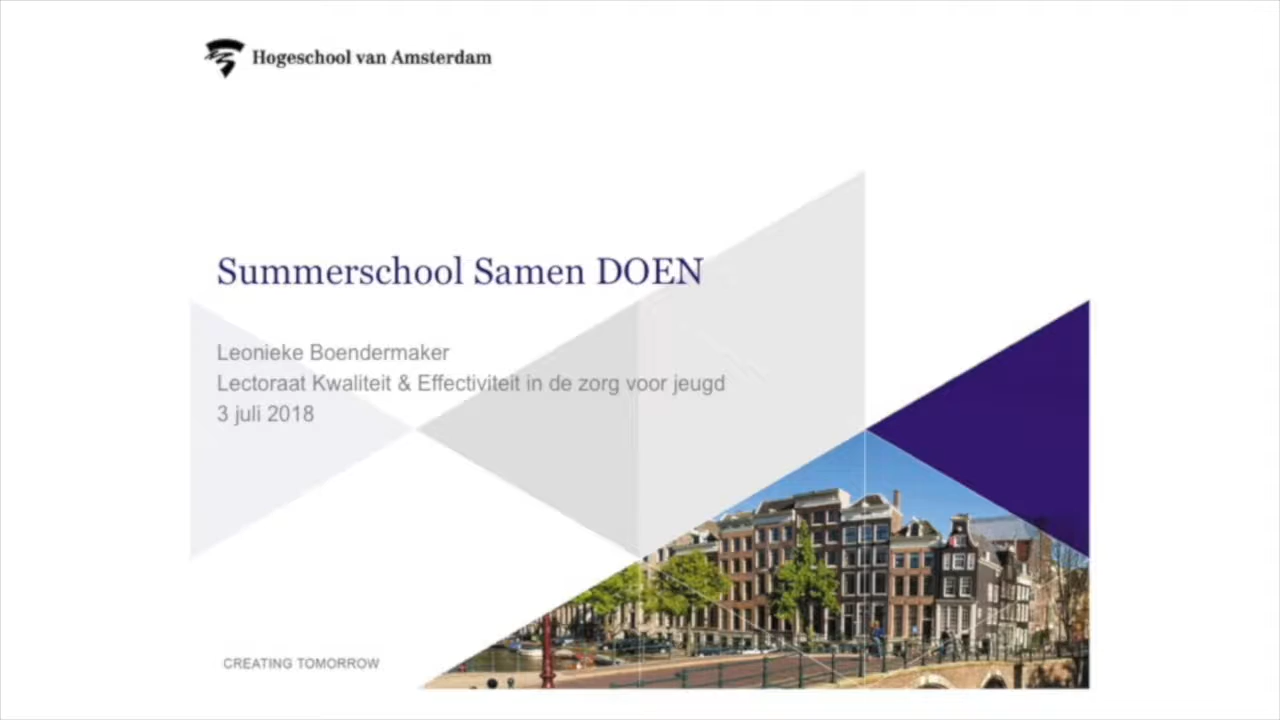 Hogeschool van Amsterdam
Summerschool Samen DOEN
Leonieke Boendermaker
Lectoraat Kwaliteit & Effectiviteit in de zorg voor jeugd
3 juli 2018
CREATING TOMORROW